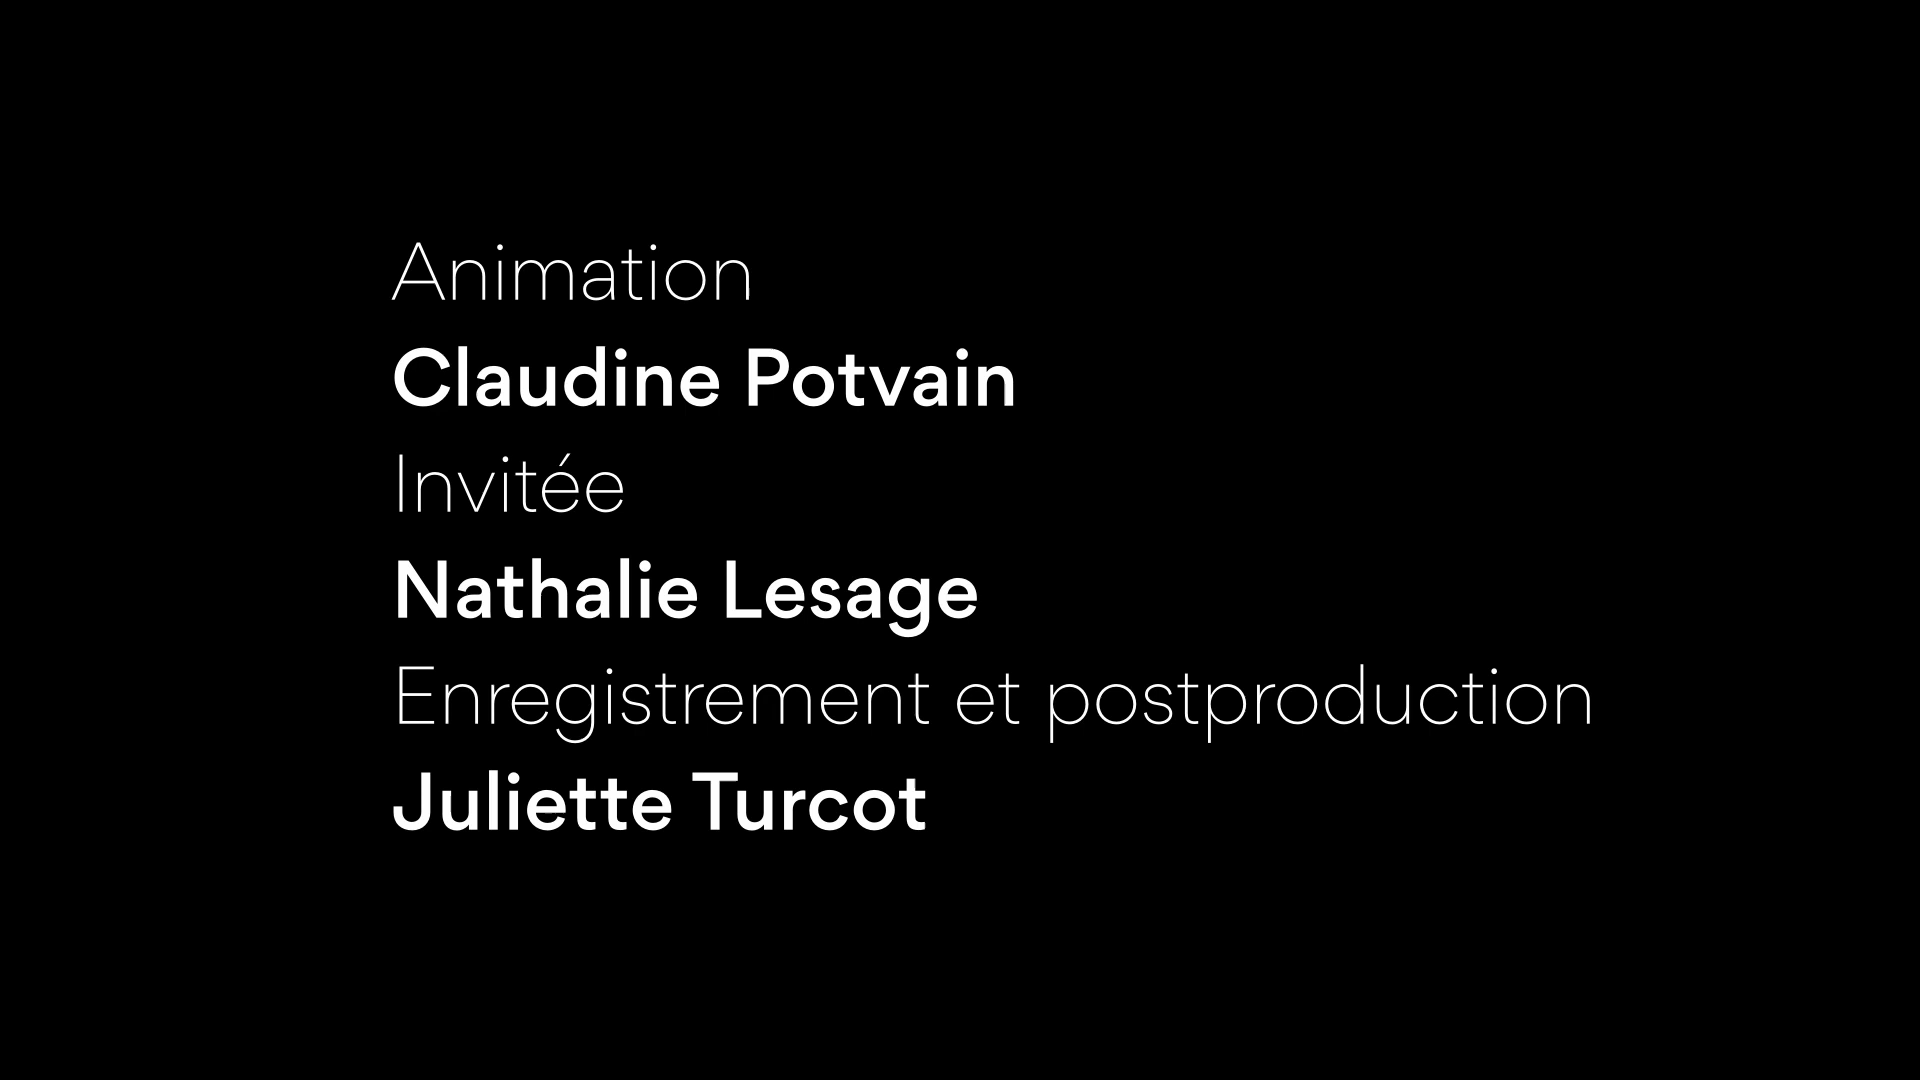 Animation
Claudine Potvain
Invitée
Nathalie Lesage
Enregistrement et postproduction
Juliette Turcot